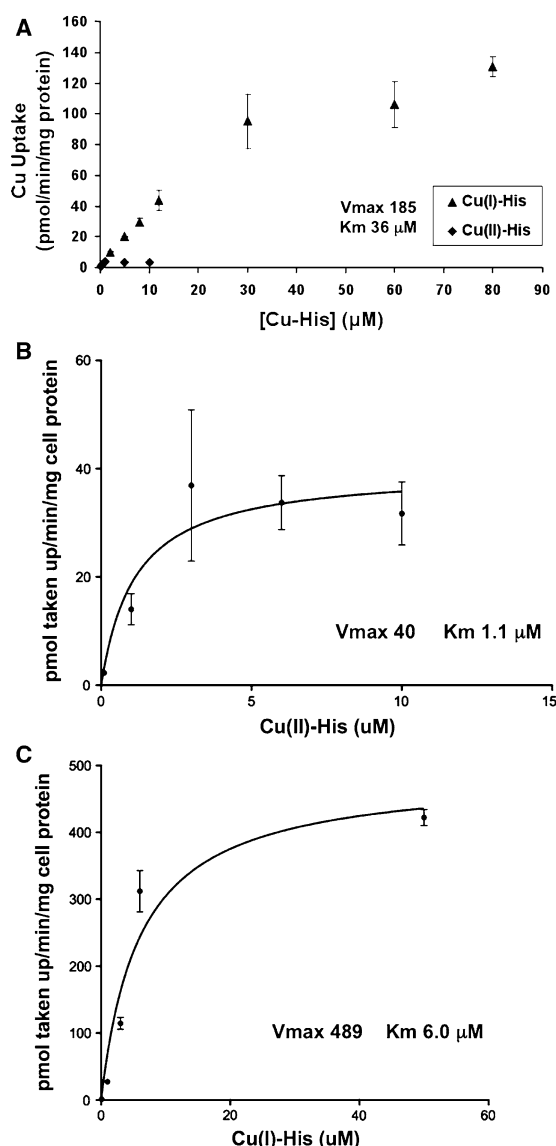 A
Cu Uptake
(pmol/min/mg protein)
160
140
120
100
80
60
40
20
0
Vmax 185
Km 36 µM
Cu(I)-His
Cu(II)-His
0 10 20 30 40 50 60 70 80 90
[Cu-His] (µM)
B
pmol taken up/min/mg cell protein
60
40
20
0
Vmax 40 Km 1.1 µM
0 5 10 15
Cu(II)-His (uM)
C
pmol taken up/min/mg cell protein
500
400
300
200
100
0
Vmax 489 Km 6.0 µM
0 20 40 60
Cu(I)-His (uM)